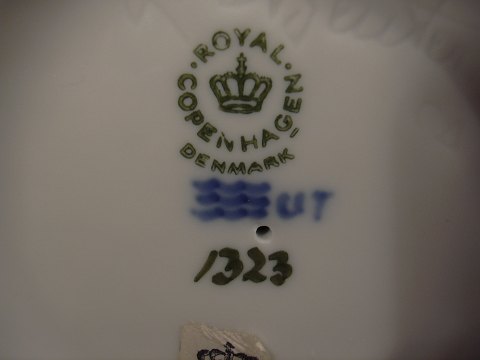 ROYAL
COPENHAGEN
DENMARK
UT
1323